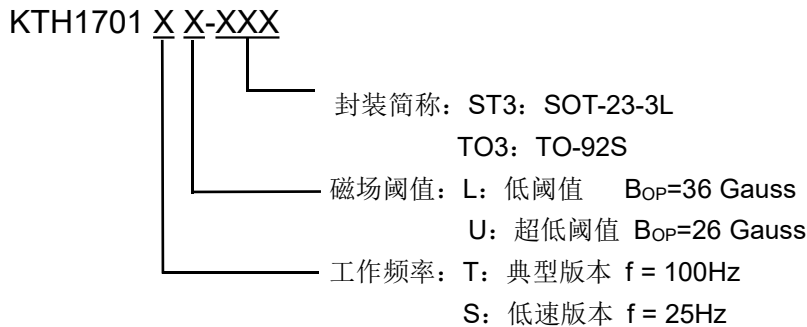 KTH1701 X X-XXX
封装简称：ST3：SOT-23-3L
TO3：TO-92S
磁场阈值：L：低阈值 BOP=36 Gauss
U：超低阈值 BOP=26 Gauss
工作频率：T：典型版本 f = 100Hz
S：低速版本 f = 25Hz